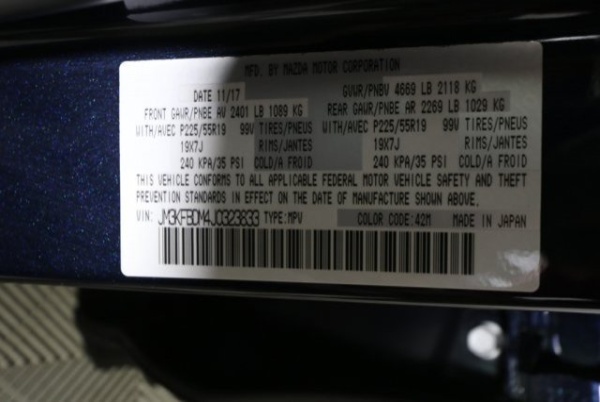 MFD. BY MAZDA MOTOR CORPORATION
DATE 11/17 GVWR/PNBV 4669 LB 2118 KG
FRONT GAWR/PNBE AV 2401 LB 1089 KG REAR GAWR/PNBE AR 2269 LB 1029 KG
WITH/AVEC P225/55R19 99V TIRES/PNEUS WITH/AVEC P225/55R19 99V TIRES/PNEUS
19X7J RIMS/JANTES 19X7J RIMS/JANTES
240 KPA/35 PSI COLD/A FROID 240 KPA/35 PSI COLD/A FROID
THIS VEHICLE CONFORMS TO ALL APPLICABLE FEDERAL MOTOR VEHICLE SAFETY AND THEFT
PREVENTION STANDARDS IN EFFECT ON THE DATE OF MANUFACTURE SHOWN ABOVE.
VIN: JM3KFBDM4J0323833 TYPE:MPV COLOR CODE:42M MADE IN JAPAN